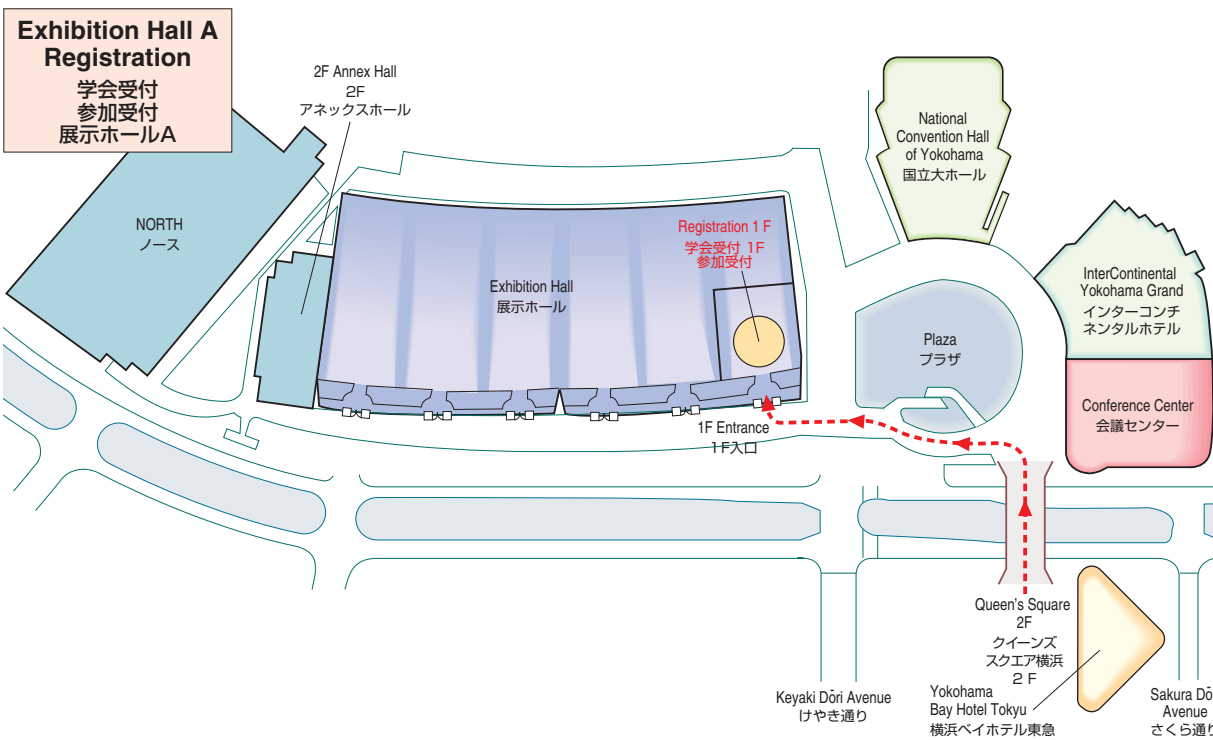 Exhibition Hall A
Registration
学会受付
参加受付
展示ホールA
2F Annex Hall
2F
アネックスホール
NORTH
ノース
Exhibition Hall
展示ホール
Registration 1 F
学会受付 1F
参加受付
1F Entrance
1F入口
National
Convention Hall
of Yokohama
国立大ホール
InterContinental
Yokohama Grand
インターコンチ
ネンタルホテル
Plaza
プラザ
Conference Center
会議センター
Queen's Square
2F
クイーンズ
スクエア横浜
2 F
Keyaki Dōri Avenue
けやき通り
Yokohama
Bay Hotel Tokyu
横浜ベイホテル東急
Sakura Dō
Avenue
さくら通り